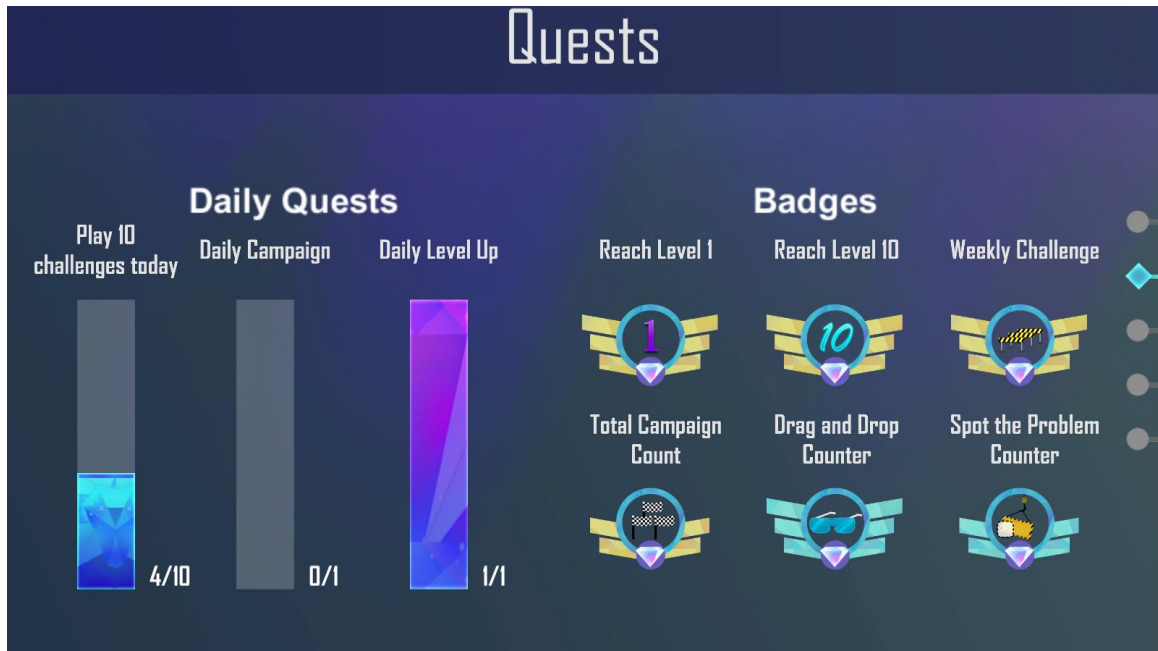 Quests
Daily Quests
Play 10
challenges today
Daily Campaign
Daily Level Up
4/10
0/1
1/1
Badges
Reach Level 1
Reach Level 10
Weekly Challenge
1
10
Total Campaign
Count
Drag and Drop
Counter
Spot the Problem
Counter